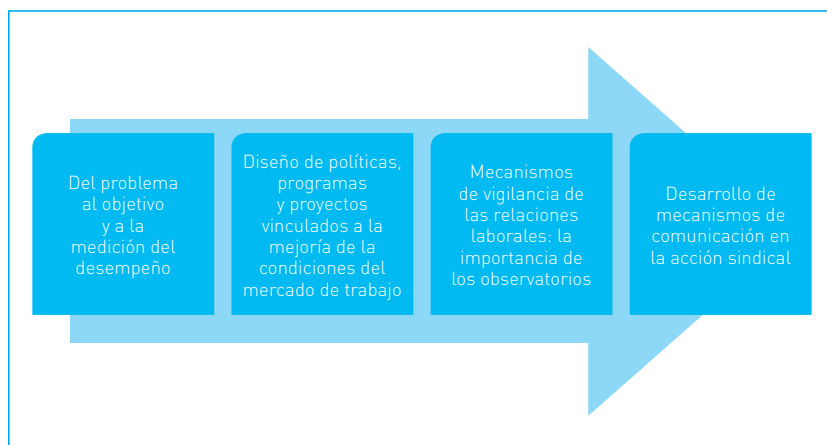 Del problema
al objetivo
y a la
medición del
desempeño
Diseño de políticas,
programas
y proyectos
vinculados a la
mejoría de la
condiciones del
mercado de trabajo
Mecanismos
de vigilancia de
las relaciones
laborales: la
importancia de
los observatorios
Desarrollo de
mecanismos de
comunicación en
la acción sindical